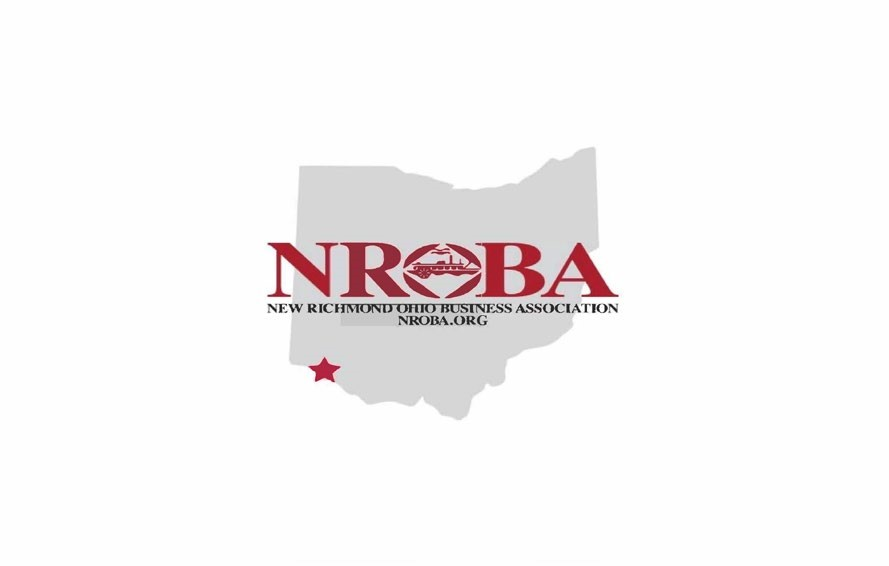 NROBA
NEW RICHMOND OHIO BUSINESS ASSOCIATION
NROBA.ORG